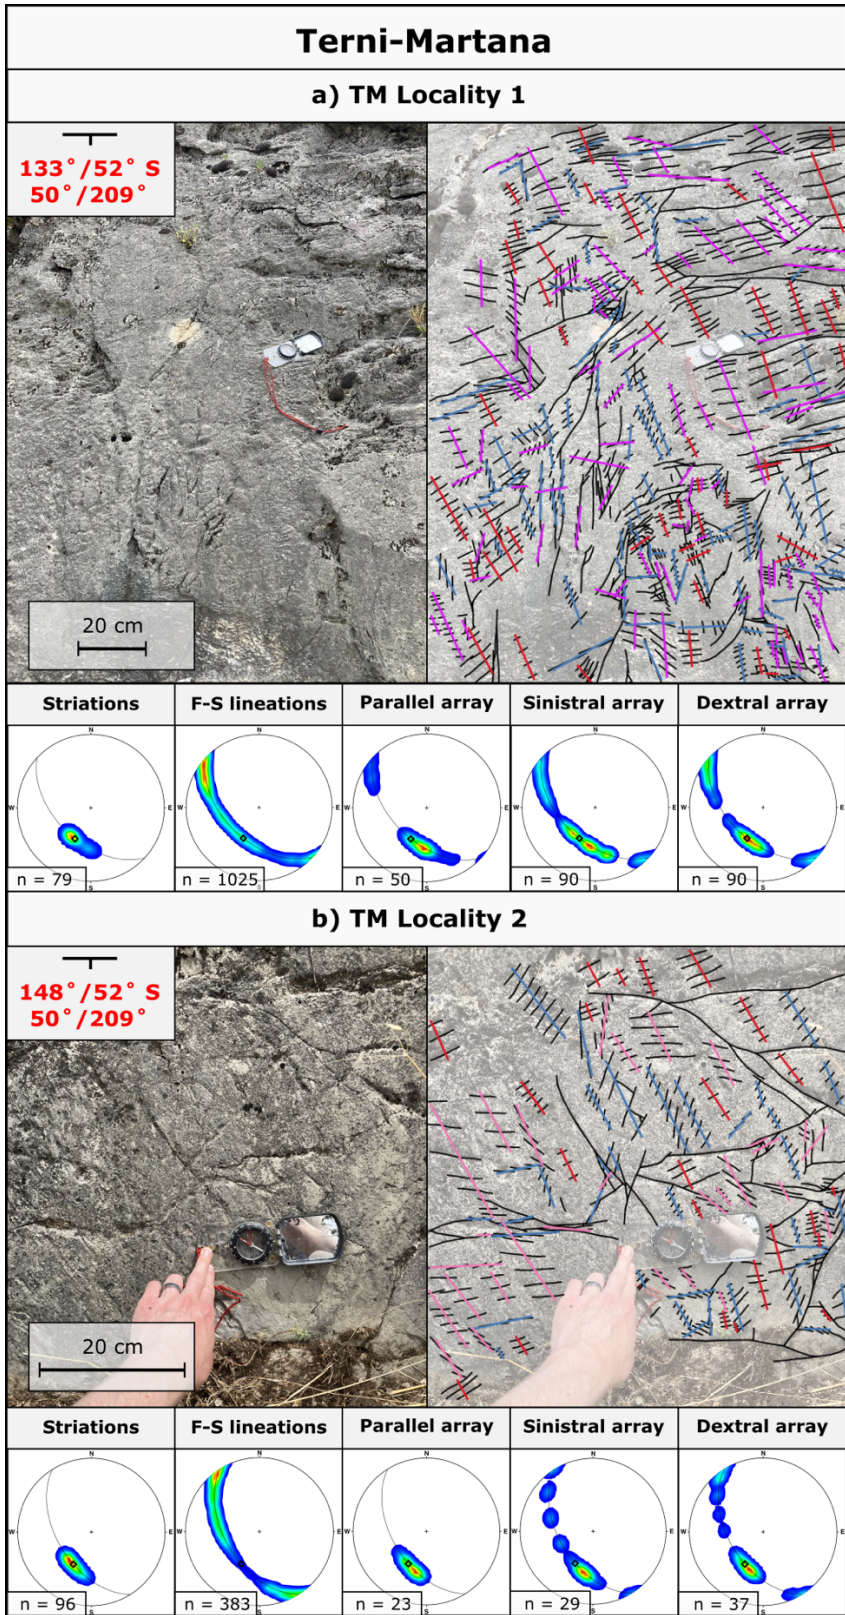 Terni-Martana
a) TM Locality 1
133°/52° S
50°/209°
20 cm
Striations
F-S lineations
Parallel array
Sinistral array
Dextral array
N
N
N
N
N
W
E
W
E
W
E
W
E
W
E
S
S
S
S
S
n = 79
n = 1025
n = 50
n = 90
n = 90
b) TM Locality 2
148°/52° S
50°/209°
20 cm
Striations
F-S lineations
Parallel array
Sinistral array
Dextral array
N
N
N
N
N
W
E
W
E
W
E
W
E
W
E
S
S
S
S
S
n = 96
n = 383
n = 23
n = 29
n = 37